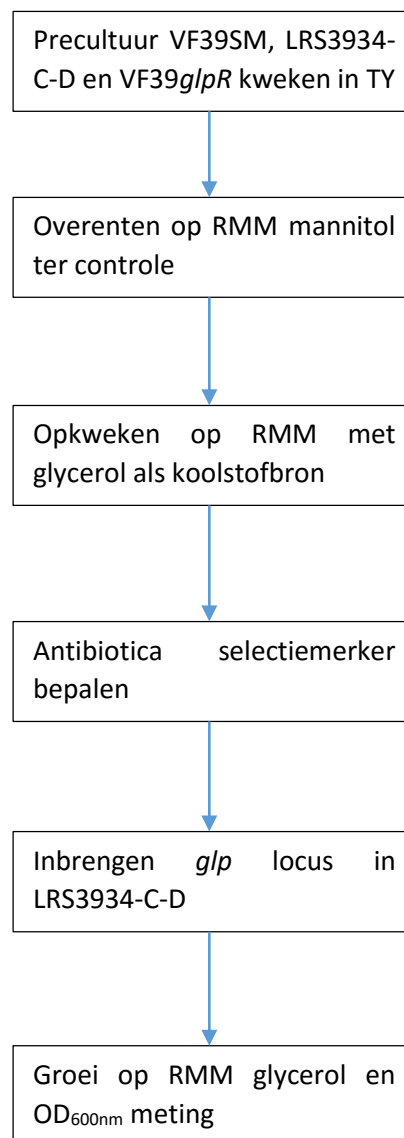 Precultuur VF39SM, LRS3934-
C-D en VF39glpR kweken in TY
Overenten op RMM mannitol
ter controle
Opkweken op RMM met
glycerol als koolstofbron
Antibiotica selectiemerker
bepalen
Inbrengen glp locus in
LRS3934-C-D
Groei op RMM glycerol en
OD600nm meting